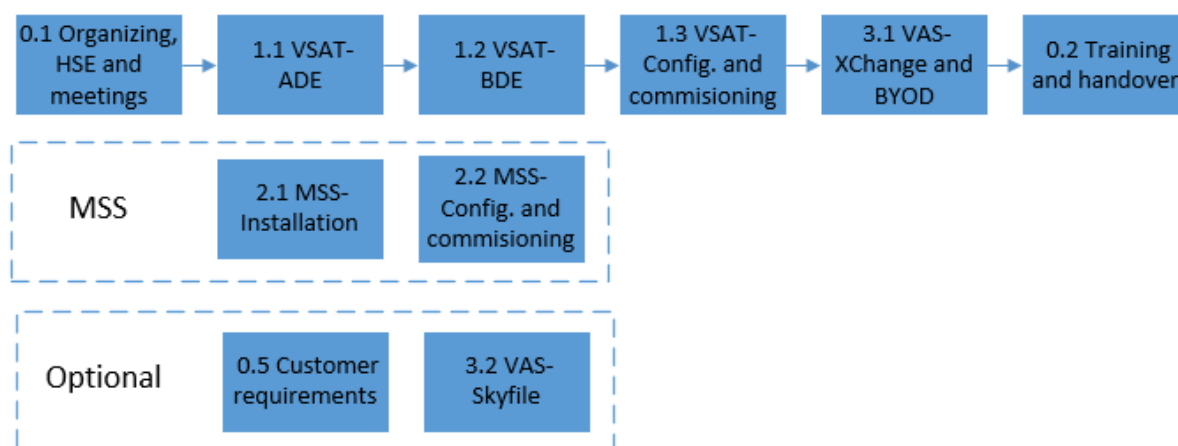 0.1 Organizing,
HSE and
meetings
1.1 VSAT-
ADE
1.2 VSAT-
BDE
1.3 VSAT-
Config. and
commisioning
3.1 VAS-
XChange and
BYOD
0.2 Training
and handover
MSS
2.1 MSS-
Installation
2.2 MSS-
Config. and
commisioning
Optional
0.5 Customer
requirements
3.2 VAS-
Skyfile